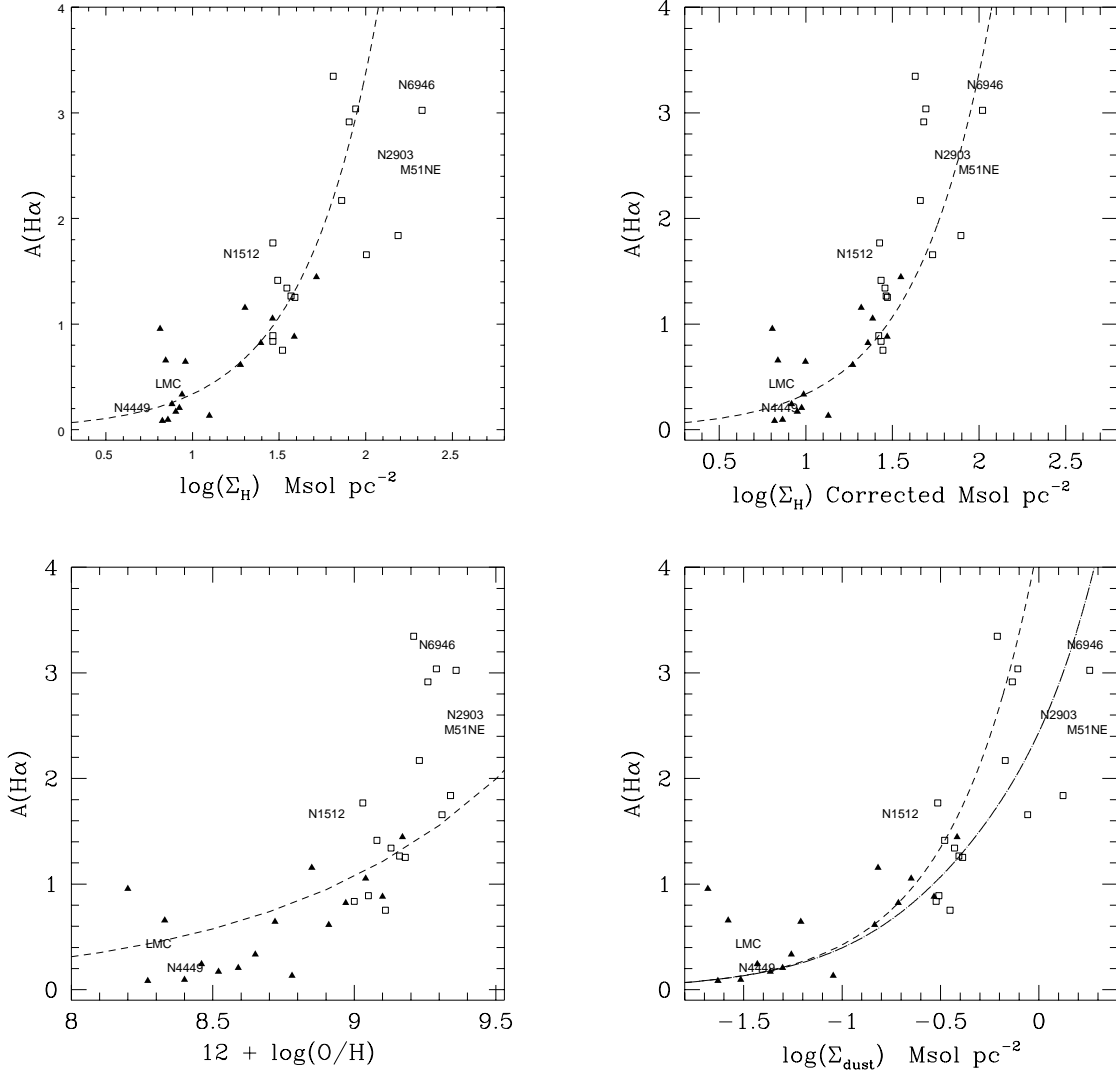 4
3
2
1
0
0.5
1
1.5
2
2.5
A(Hα)
log(Σ_H) Msol pc⁻²
N6946
N2903
M51NE
N1512
LMC
N4449
4
3
2
1
0
0.5
1
1.5
2
2.5
A(Hα)
log(Σ_H) Corrected Msol pc⁻²
N6946
N2903
M51NE
N1512
LMC
N4449
4
3
2
1
0
8
8.5
9
9.5
A(Hα)
12 + log(O/H)
N6946
N2903
M51NE
N1512
LMC
N4449
4
3
2
1
0
−1.5
−1
−0.5
0
A(Hα)
log(Σ_dust) Msol pc⁻²
N6946
N2903
M51NE
N1512
LMC
N4449